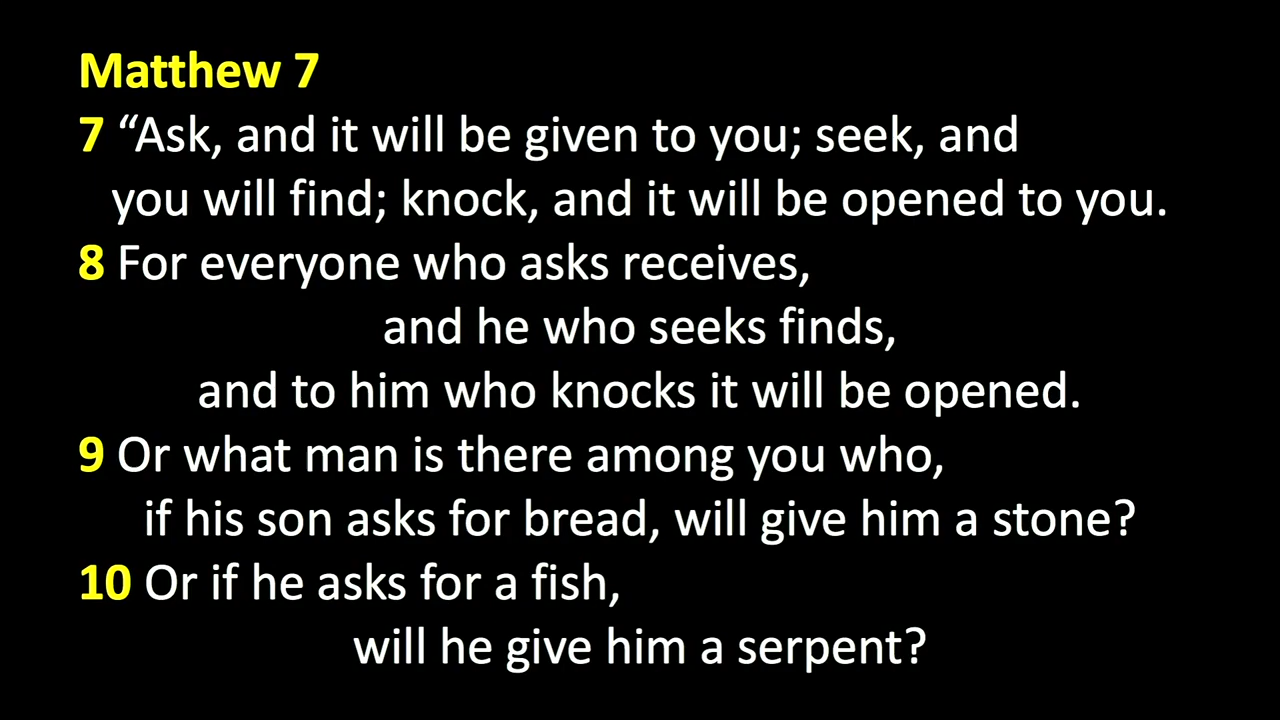 Matthew 7
7 “Ask, and it will be given to you; seek, and
you will find; knock, and it will be opened to you.
8 For everyone who asks receives,
and he who seeks finds,
and to him who knocks it will be opened.
9 Or what man is there among you who,
if his son asks for bread, will give him a stone?
10 Or if he asks for a fish,
will he give him a serpent?